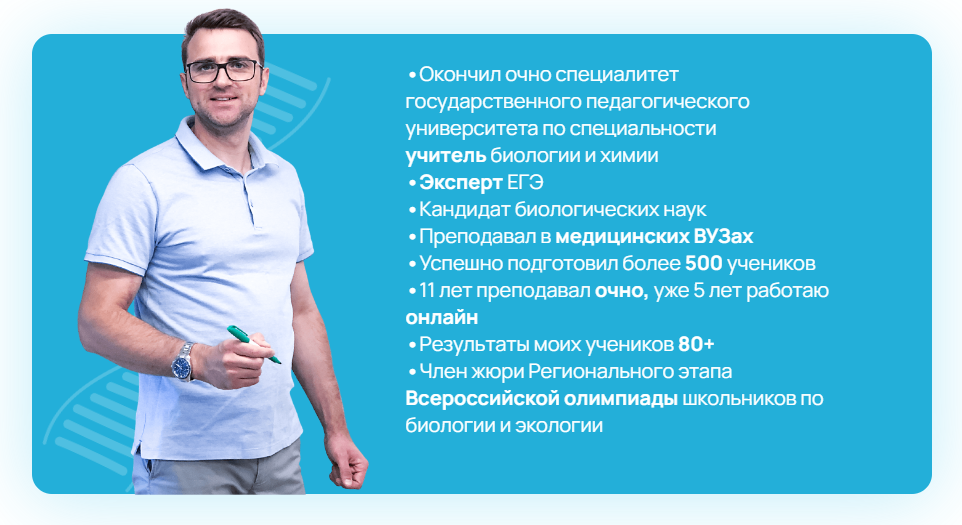 •Окончил очно специалитет
государственного педагогического
университета по специальности
учитель биологии и химии
•Эксперт ЕГЭ
•Кандидат биологических наук
•Преподавал в медицинских ВУЗах
•Успешно подготовил более 500 учеников
•11 лет преподавал очно, уже 5 лет работаю
онлайн
•Результаты моих учеников 80+
•Член жюри Регионального этапа
Всероссийской олимпиады школьников по
биологии и экологии